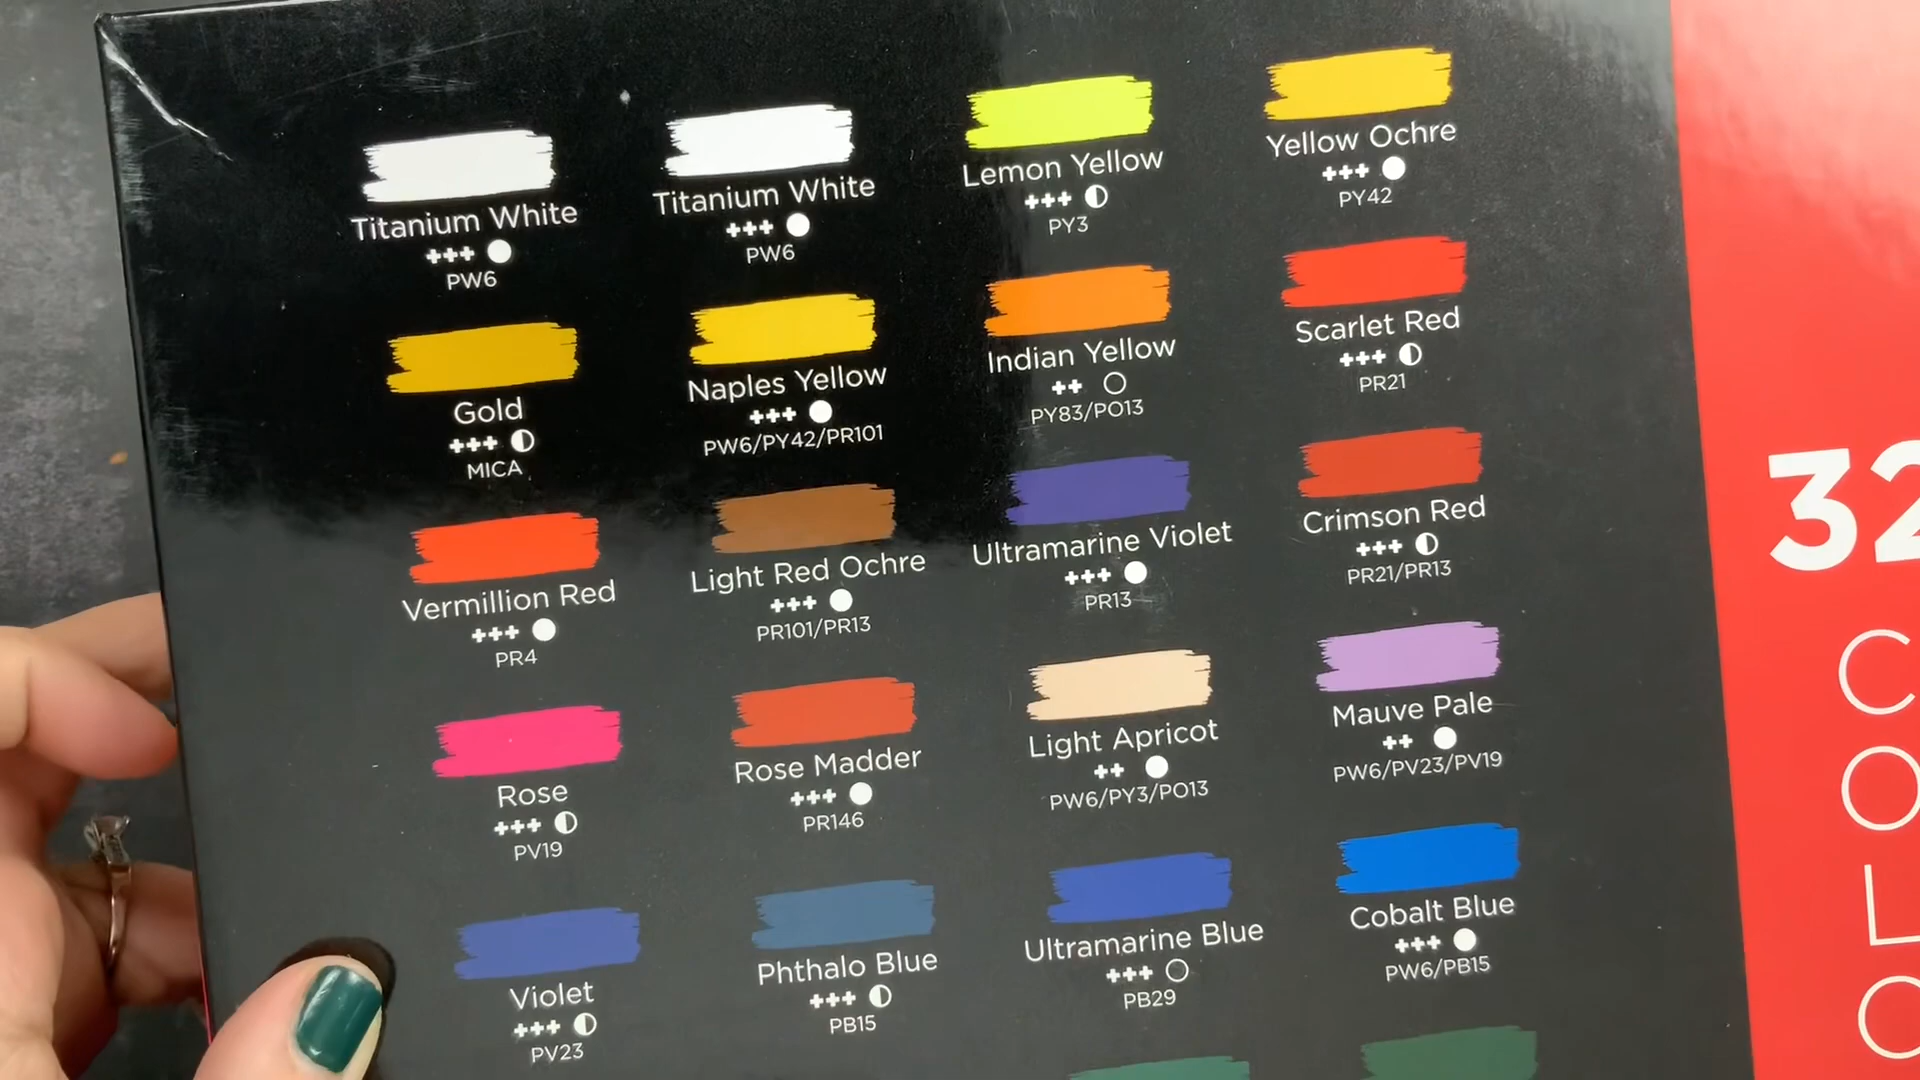 Titanium White
+++
PW6
Titanium White
+++
PW6
Lemon Yellow
+++
PY3
Yellow Ochre
+++
PY42
Gold
+++
MICA
Naples Yellow
+++
PW6/PY42/PR101
Indian Yellow
++
PY83/PO13
Scarlet Red
+++
PR21
Vermillion Red
+++
PR4
Light Red Ochre
+++
PR101/PR13
Ultramarine Violet
+++
PR13
Crimson Red
+++
PR21/PR13
Rose
+++
PV19
Rose Madder
+++
PR146
Light Apricot
++
PW6/PY3/PO13
Mauve Pale
++
PW6/PV23/PV19
Violet
+++
PV23
Phthalo Blue
+++
PB15
Ultramarine Blue
+++
PB29
Cobalt Blue
+++
PW6/PB15
32
C
O
L
O